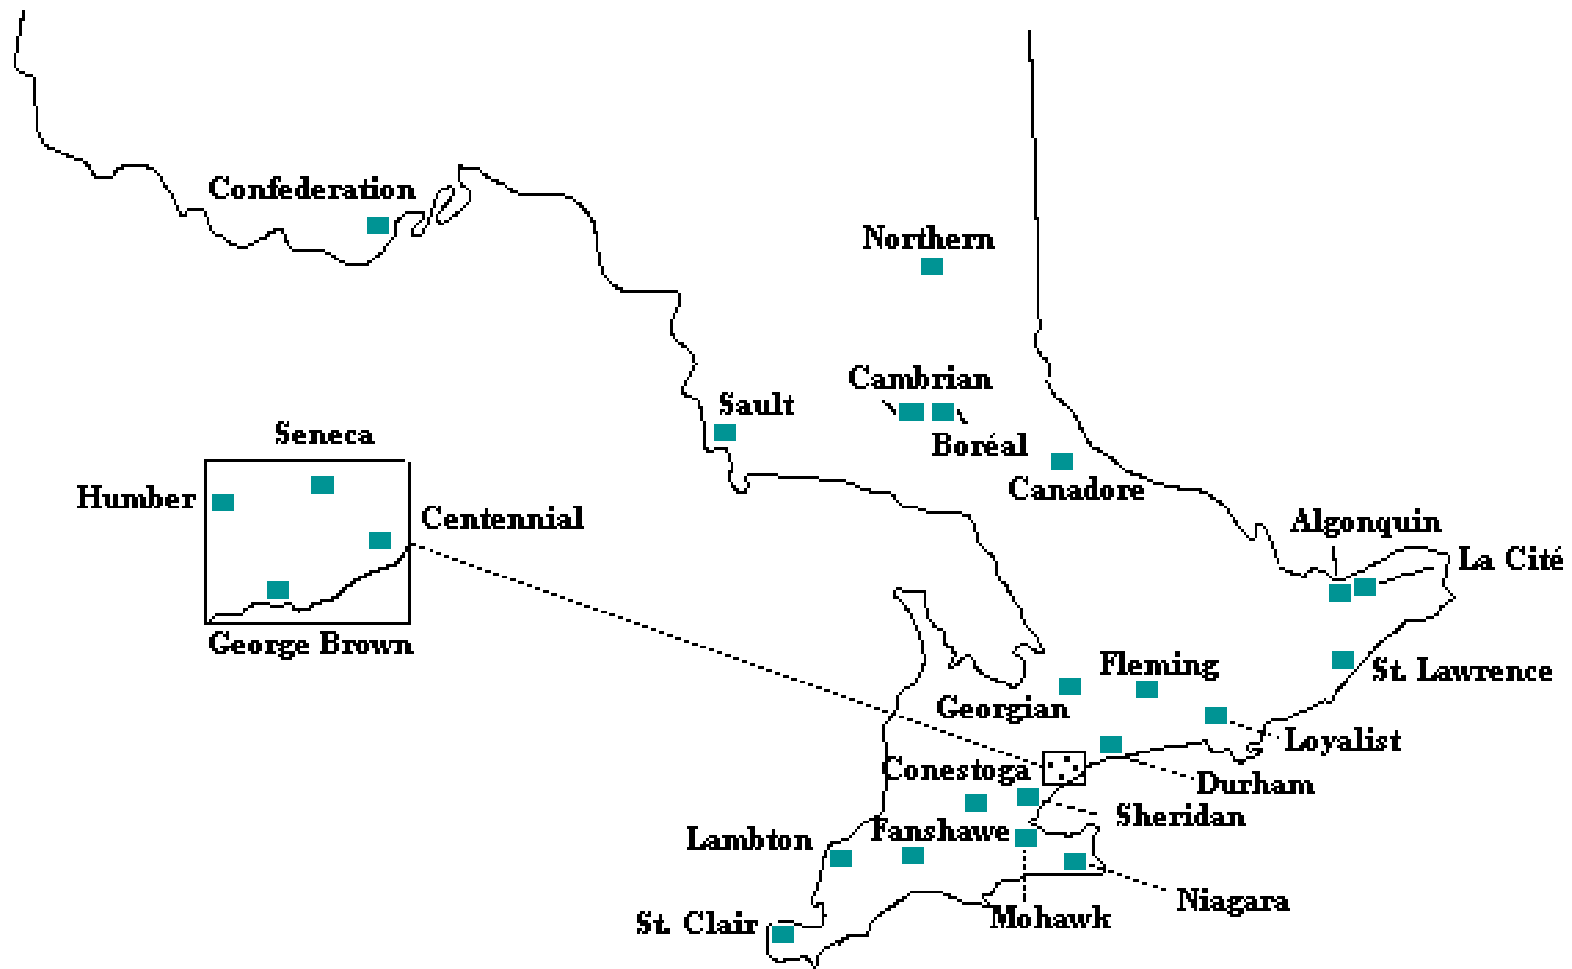 Confederation
Northern
Cambrian
Sault
Seneca
Boréal
Canadore
Humber
Centennial
Algonquin
La Cité
George Brown
Fleming
St. Lawrence
Georgian
Loyalist
Conestoga
Durham
Sheridan
Fanshawe
Lambton
Niagara
Mohawk
St. Clair